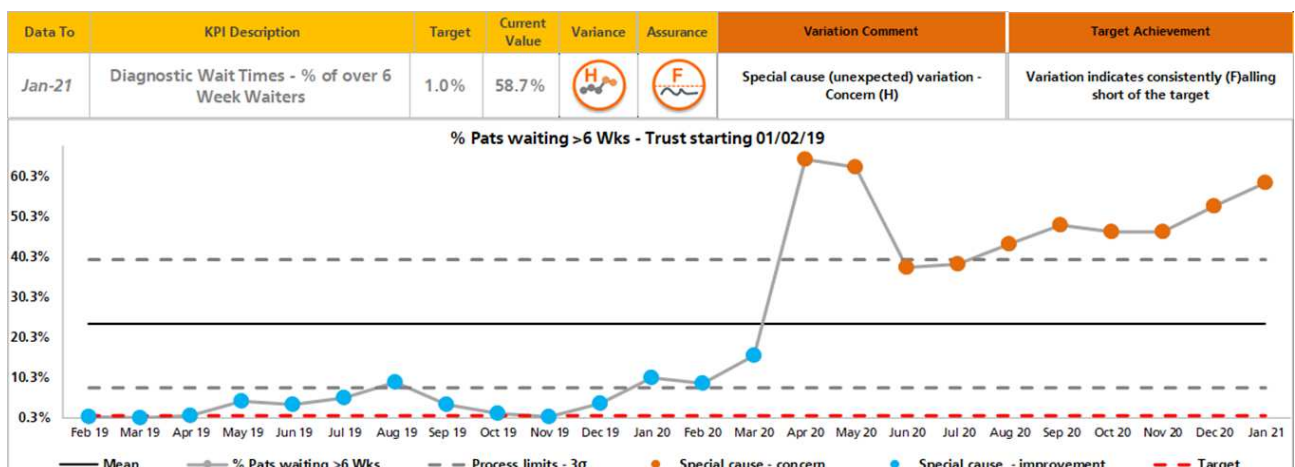 Data To KPI Description Target Current Value Variance Assurance Variation Comment Target Achievement
Jan-21 Diagnostic Wait Times - % of over 6 Week Waiters 1.0% 58.7% H F Special cause (unexpected) variation - Concern (H) Variation indicates consistently (F)alling short of the target
% Pats waiting >6 Wks - Trust starting 01/02/19
60.3%
50.3%
40.3%
30.3%
20.3%
10.3%
0.3%
Feb 19 Mar 19 Apr 19 May 19 Jun 19 Jul 19 Aug 19 Sep 19 Oct 19 Nov 19 Dec 19 Jan 20 Feb 20 Mar 20 Apr 20 May 20 Jun 20 Jul 20 Aug 20 Sep 20 Oct 20 Nov 20 Dec 20 Jan 21
Mean % Pats waiting >6 Wks Process limits - 3σ Special cause - concern Special cause - improvement Target